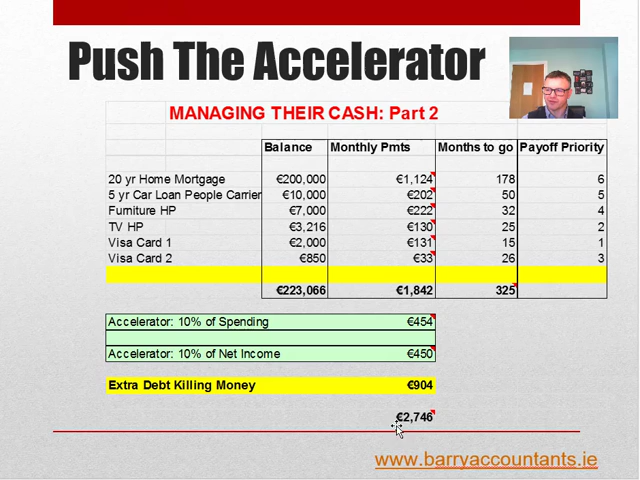 Push The Accelerator
MANAGING THEIR CASH: Part 2
Balance Monthly Pmts Months to go Payoff Priority
20 yr Home Mortgage €200,000 €1,124 178 6
5 yr Car Loan People Carrier €10,000 €202 50 5
Furniture HP €7,000 €222 32 4
TV HP €3,216 €130 25 2
Visa Card 1 €2,000 €131 15 1
Visa Card 2 €850 €33 26 3
€223,066 €1,842 325
Accelerator: 10% of Spending €454
Accelerator: 10% of Net Income €450
Extra Debt Killing Money €904
€2,746
www.barryaccountants.ie